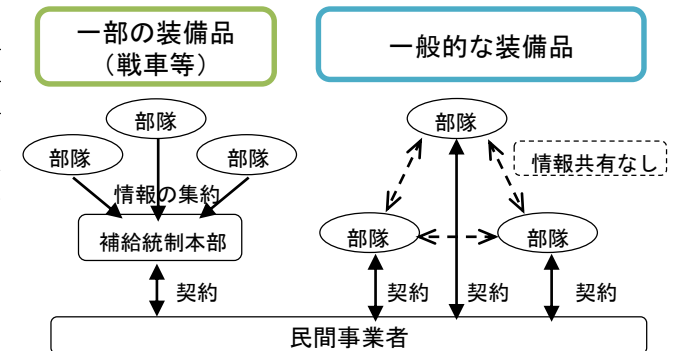 一部の装備品
（戦車等）
一般的な装備品
部隊
部隊
部隊
情報の集約
補給統制本部
契約
部隊
情報共有なし
部隊
部隊
契約
契約
契約
民間事業者